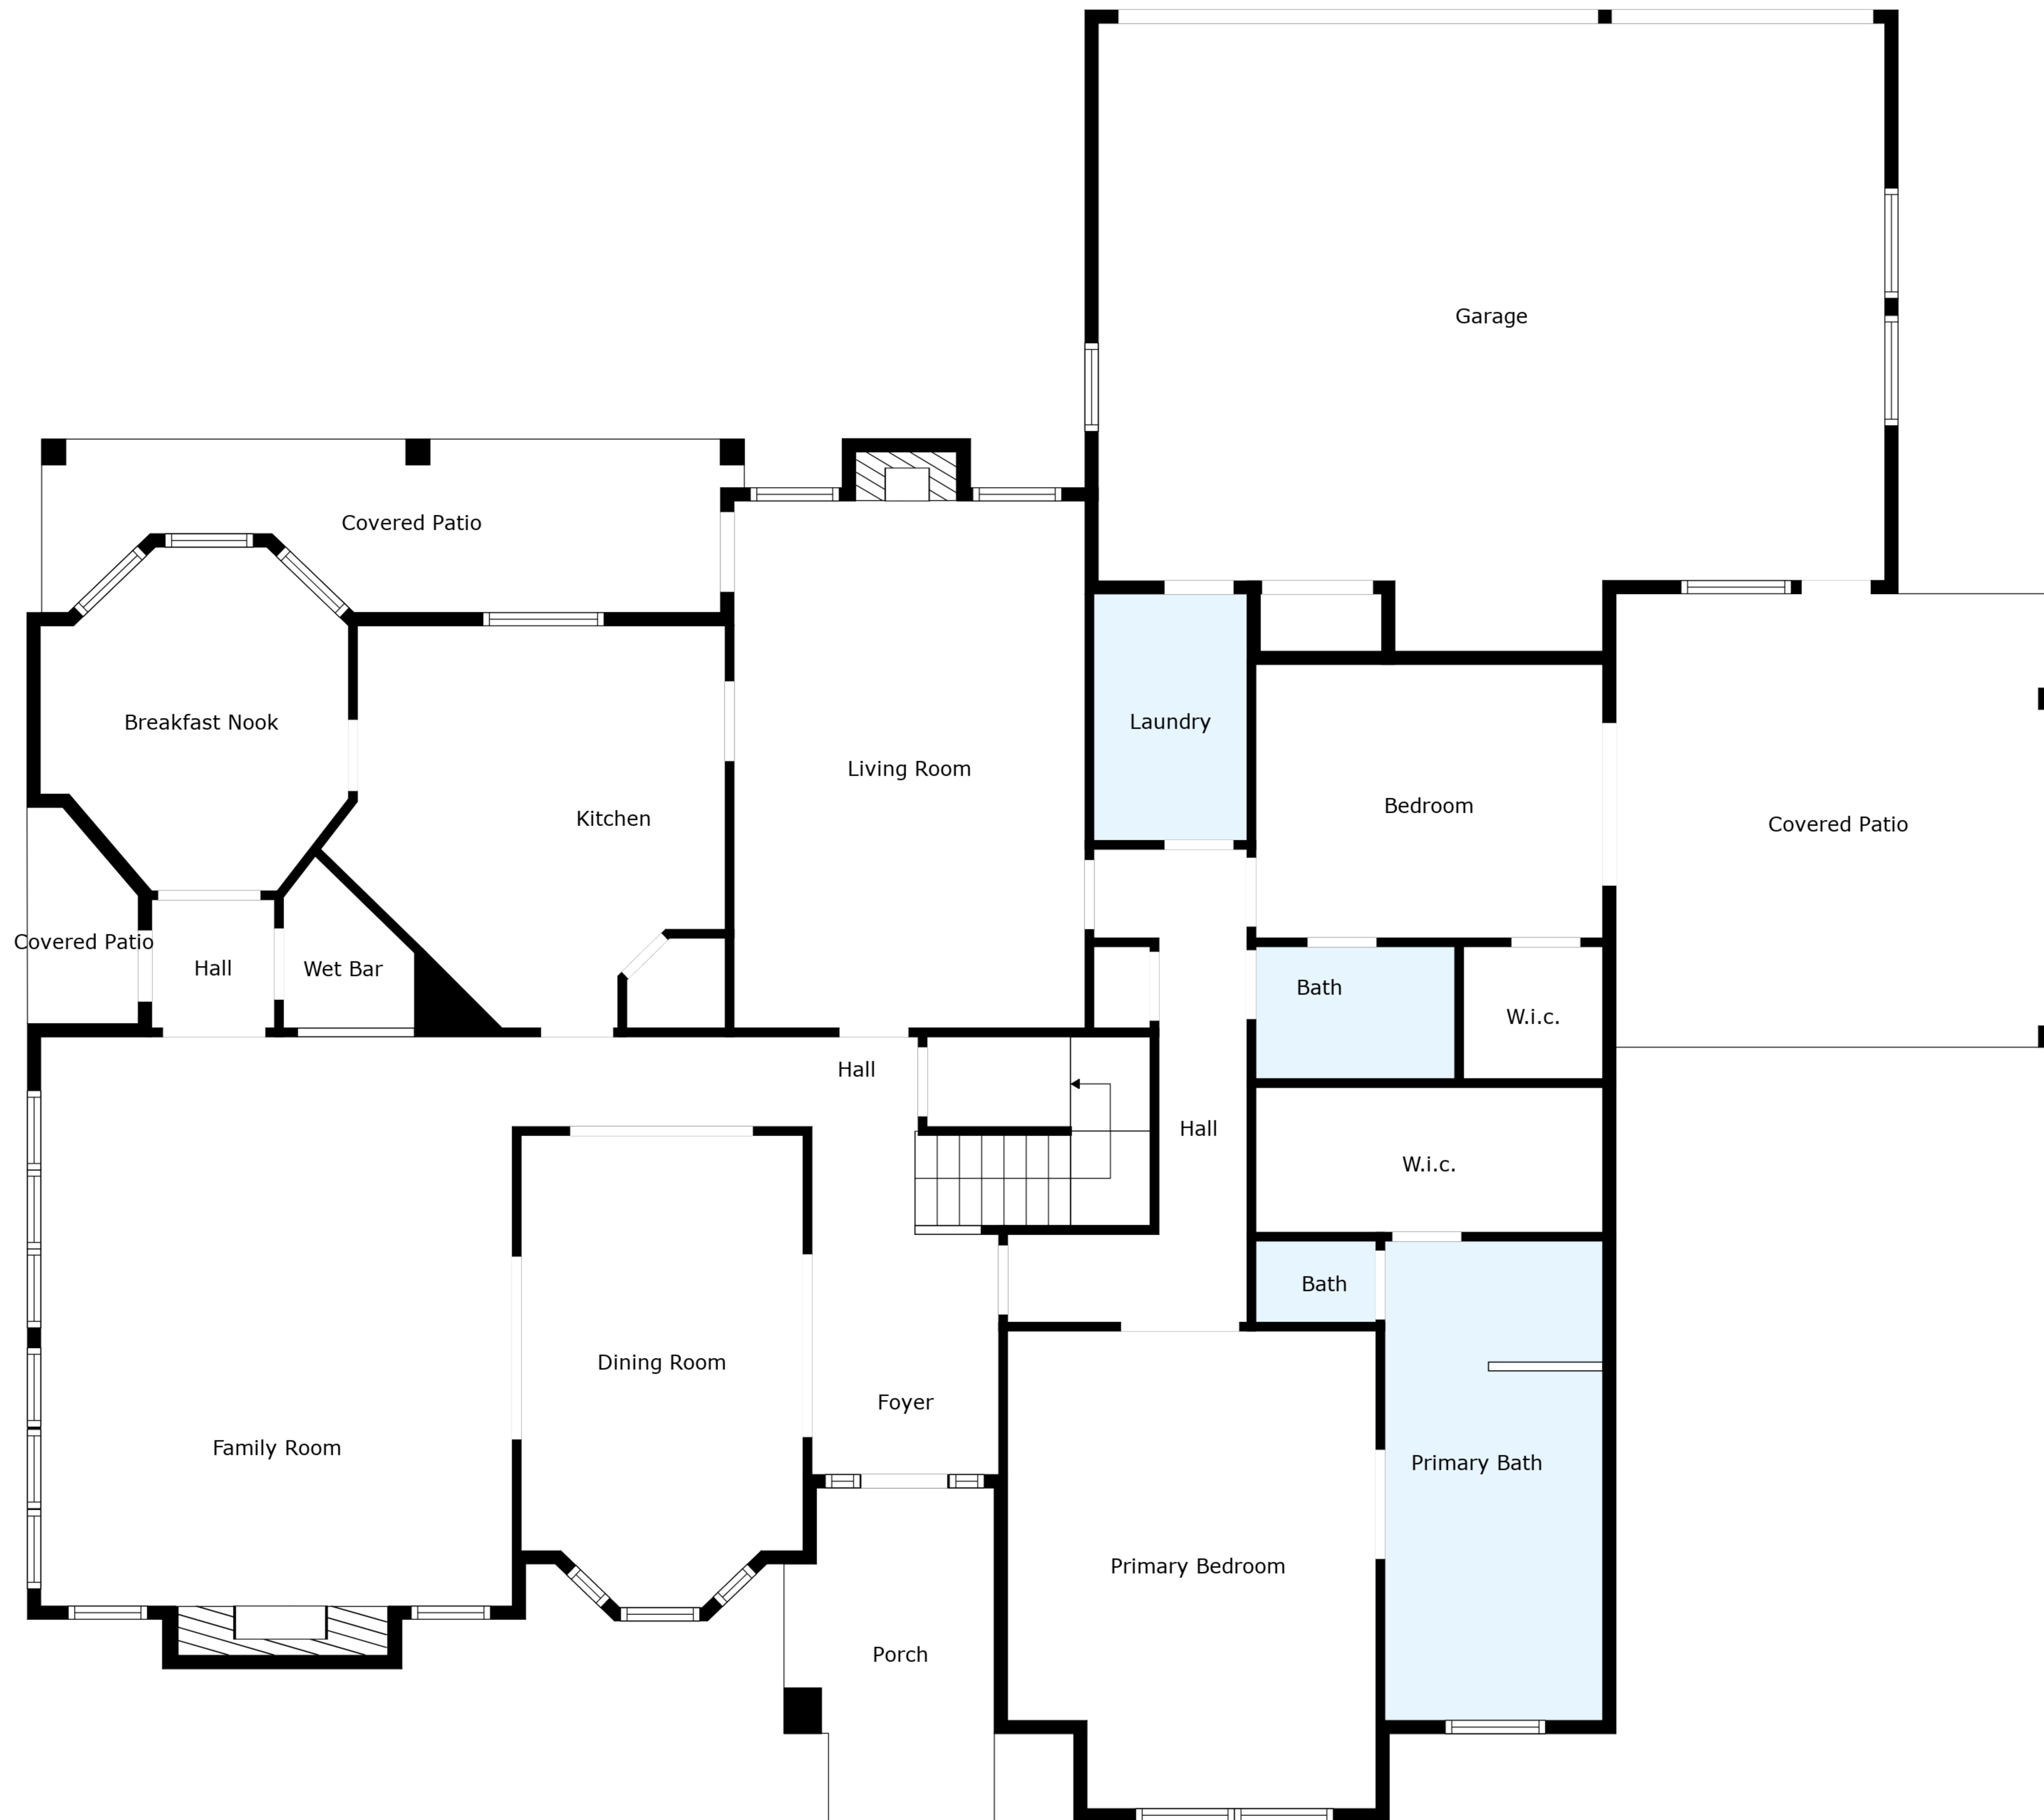 Garage
Covered Patio
Breakfast Nook
Laundry
Living Room
Bedroom
Kitchen
Covered Patio
Covered Patio
Hall
Wet Bar
Bath
W.i.c.
Hall
Hall
W.i.c.
Bath
Dining Room
Foyer
Family Room
Primary Bath
Primary Bedroom
Porch